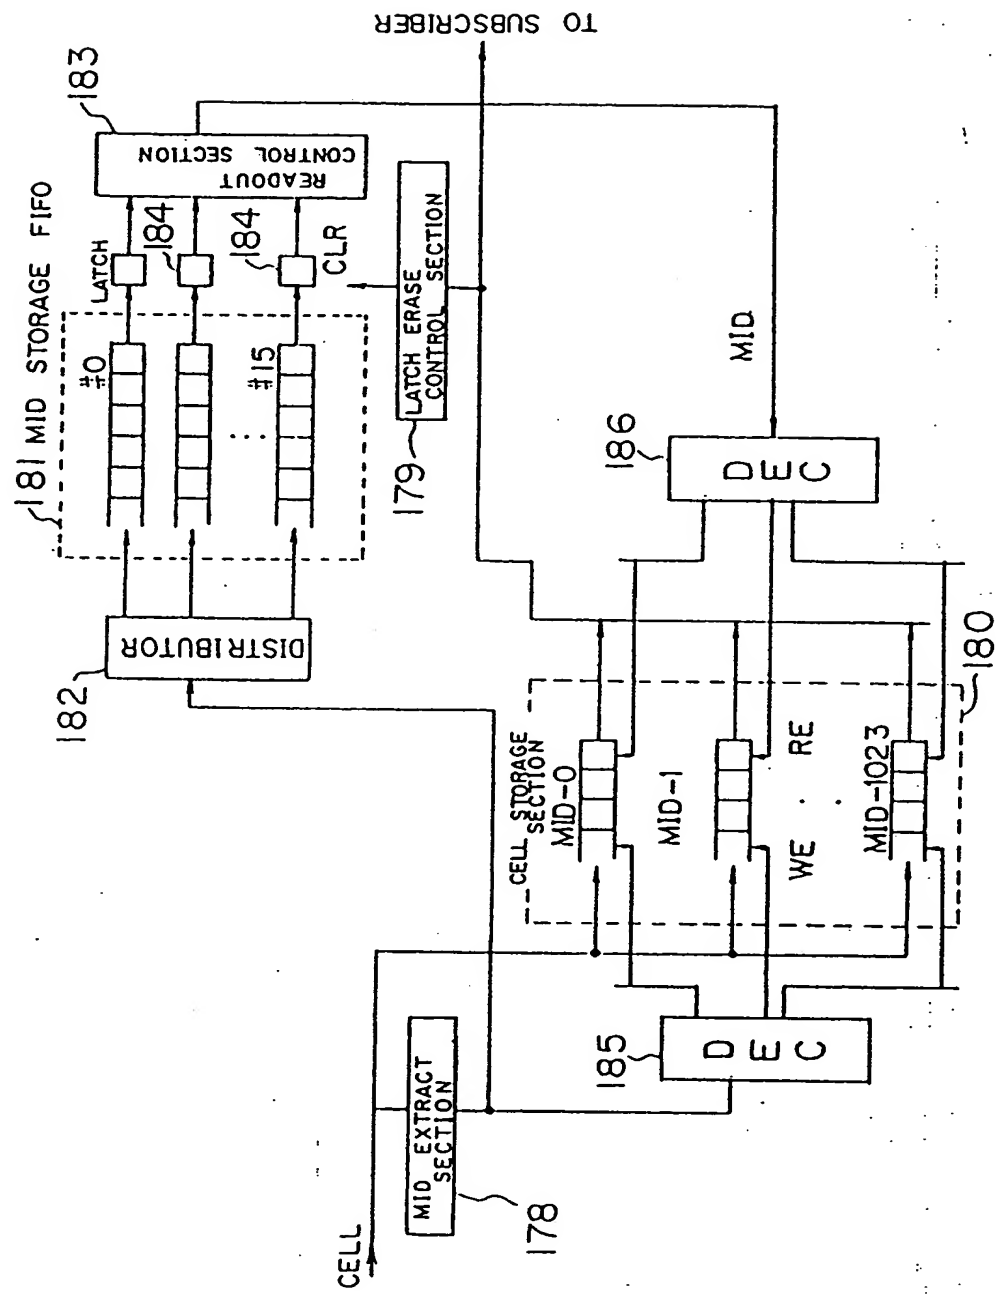 TO SUBSCRIBER
183
READOUT
CONTROL SECTION
181 MID STORAGE FIFO
LATCH
184
184
CLR
#0
#15
...
LATCH ERASE
CONTROL SECTION
179
182
DISTRIBUTOR
MID
186
DEC
CELL STORAGE
SECTION
180
MID-0
MID-1
RE
WE
MID-1023
185
DEC
MID EXTRACT
SECTION
178
CELL